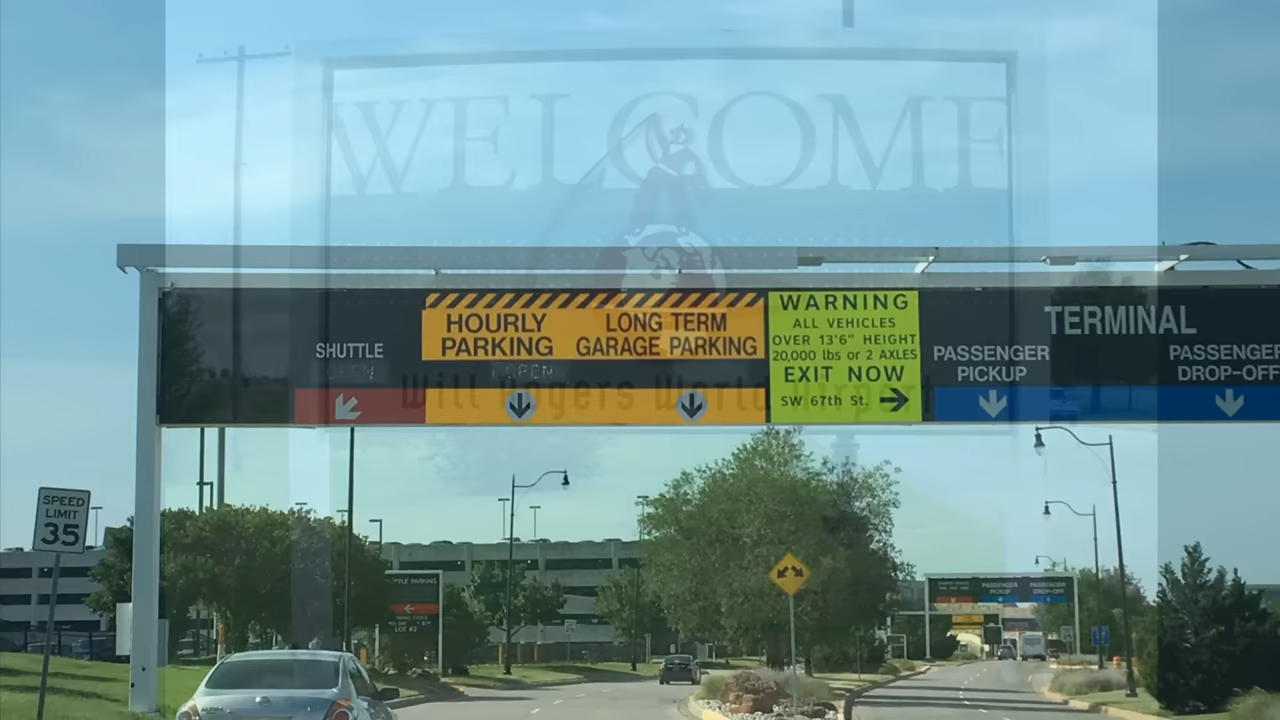 WELCOME
WARNING
ALL VEHICLES
OVER 13'6" HEIGHT
20,000 lbs or 2 AXLES
EXIT NOW
SW 67th St.
HOURLY
PARKING
LONG TERM
GARAGE PARKING
SHUTTLE
OPEN
OPEN
TERMINAL
PASSENGER
PICKUP
PASSENGER
DROP-OFF
Will Rogers World Airport
SPEED
LIMIT
35
PARKING
LOT #2
PASSENGER
PICKUP
PASSENGER
DROP-OFF